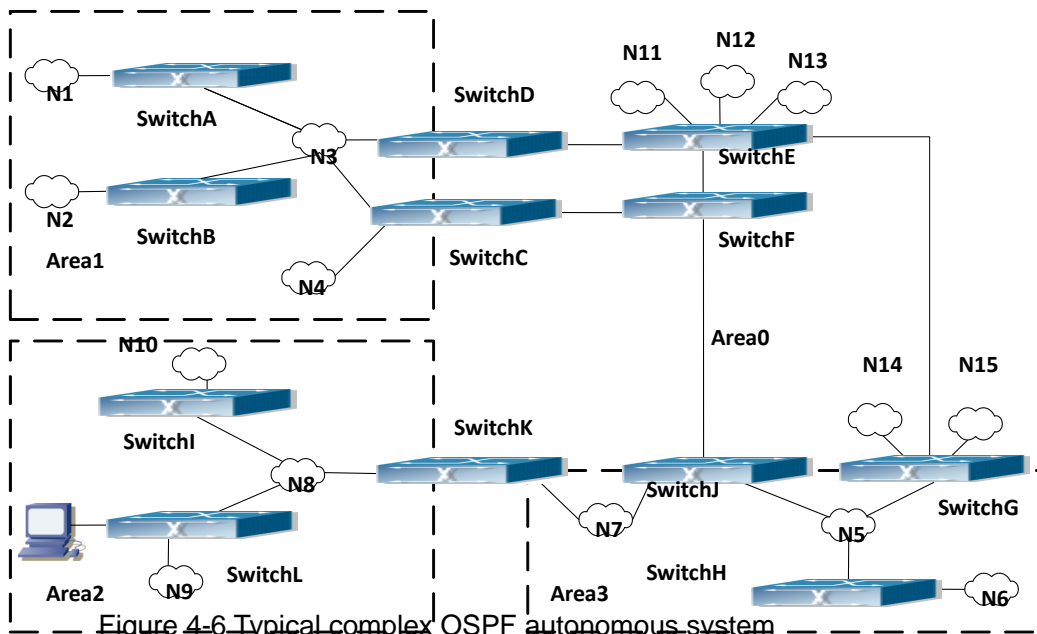 N11
N12
N13
N1
SwitchA
SwitchD
SwitchE
N3
N2
SwitchB
SwitchC
SwitchF
Area1
N4
N10
Area0
N14
N15
SwitchI
SwitchK
N8
SwitchJ
SwitchG
N7
N5
SwitchL
SwitchH
Area2
N9
Area3
N6
Figure 4-6 Typical complex OSPF autonomous system